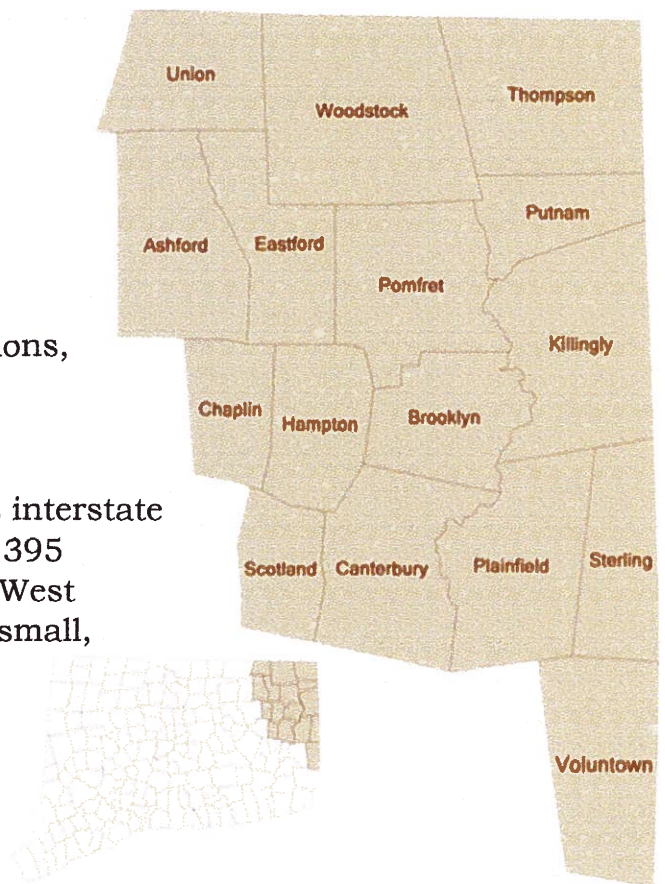 Union
Woodstock
Thompson
Putnam
Ashford
Eastford
Pomfret
Killingly
ions,
Chaplin
Hampton
Brooklyn
interstate
395
West
small,
Scotland
Canterbury
Plainfield
Sterling
Voluntown